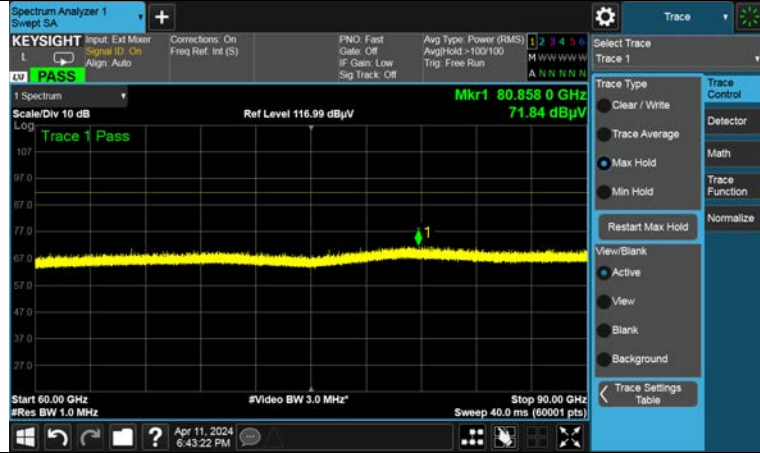 Spectrum Analyzer 1
Swept SA
Trace
KEYSIGHT
L
LXI
PASS
Input: Ext Mixer
Signal ID: On
Align: Auto
Corrections: On
Freq Ref: Int (S)
PNO: Fast
Gate: Off
IF Gain: Low
Sig Track: Off
Avg Type: Power (RMS)
Avg|Hold:>100/100
Trig: Free Run
1 2 3 4 5 6
M W W W W W
A N N N N N
Select Trace
Trace 1
1 Spectrum
Scale/Div 10 dB
Ref Level 116.99 dBµV
Mkr1 80.858 0 GHz
71.84 dBµV
Log
Trace 1 Pass
107
97.0
87.0
77.0
67.0
57.0
47.0
37.0
27.0
1
Start 60.00 GHz
#Res BW 1.0 MHz
#Video BW 3.0 MHz*
Stop 90.00 GHz
Sweep 40.0 ms (60001 pts)
Trace Type
Clear / Write
Trace Average
Max Hold
Min Hold
Restart Max Hold
View/Blank
Active
View
Blank
Background
Trace Settings
Table
Trace
Control
Detector
Math
Trace
Function
Normalize
?
Apr 11, 2024
6:43:22 PM